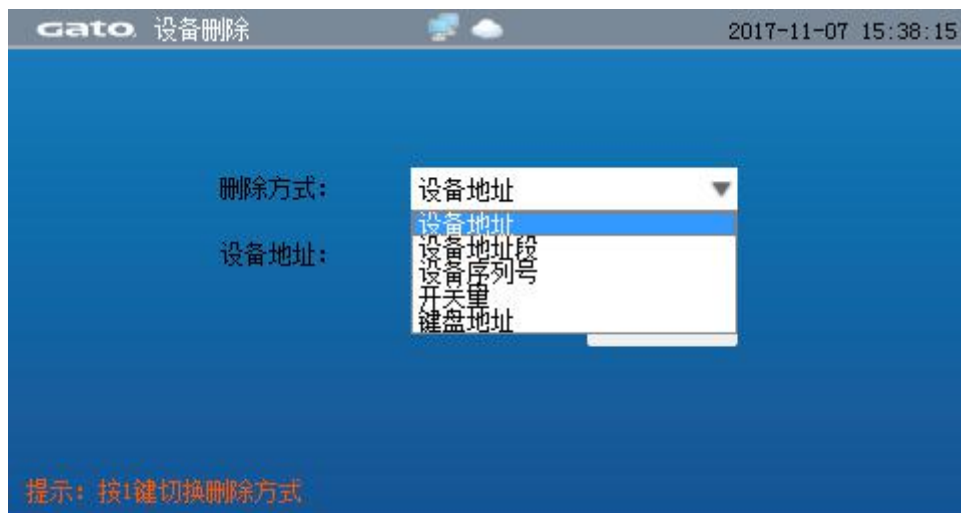 Gato 设备删除 2017-11-07 15:38:15
删除方式： 设备地址
设备地址
设备地址段
设备地址：
设备序列号
开关量
键盘地址
提示：按1键切换删除方式